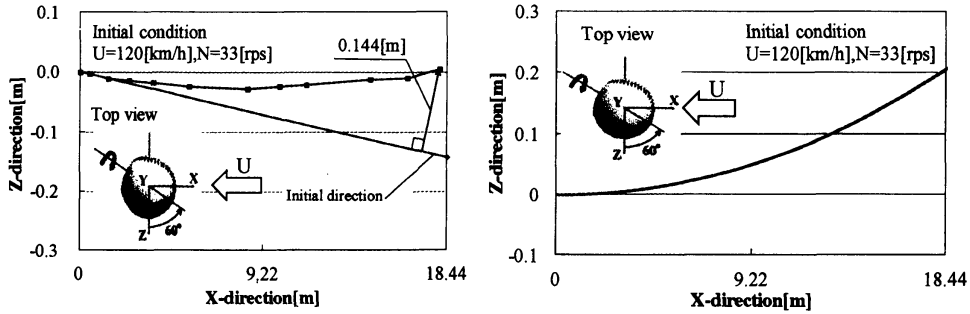 0.1
0.0
-0.1
-0.2
-0.3
Z-direction[m]
Initial condition
U=120[km/h],N=33[rps]
0.144[m]
Top view
Y
X
U
Z
60°
Initial direction
0
9,22
18.44
X-direction[m]
0.3
0.2
0.1
0
-0.1
Z-direction[m]
Top view
Initial condition
U=120[km/h],N=33[rps]
Y
X
U
Z
60°
0
9.22
18.44
X-direction[m]